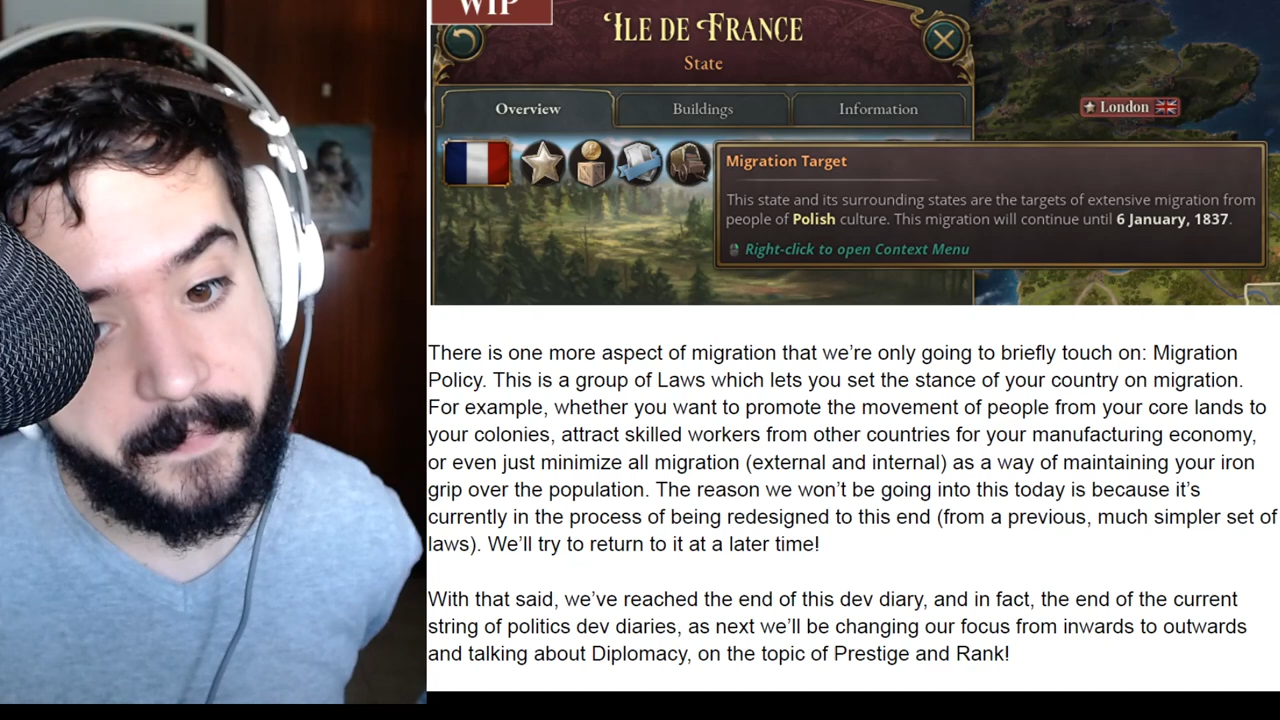 WIP
ILE DE FRANCE
State
Overview
Buildings
Information
London
Migration Target
This state and its surrounding states are the targets of extensive migration from
people of Polish culture. This migration will continue until 6 January, 1837.
Right-click to open Context Menu
There is one more aspect of migration that we’re only going to briefly touch on: Migration
Policy. This is a group of Laws which lets you set the stance of your country on migration.
For example, whether you want to promote the movement of people from your core lands to
your colonies, attract skilled workers from other countries for your manufacturing economy,
or even just minimize all migration (external and internal) as a way of maintaining your iron
grip over the population. The reason we won’t be going into this today is because it’s
currently in the process of being redesigned to this end (from a previous, much simpler set of
laws). We’ll try to return to it at a later time!
With that said, we’ve reached the end of this dev diary, and in fact, the end of the current
string of politics dev diaries, as next we’ll be changing our focus from inwards to outwards
and talking about Diplomacy, on the topic of Prestige and Rank!